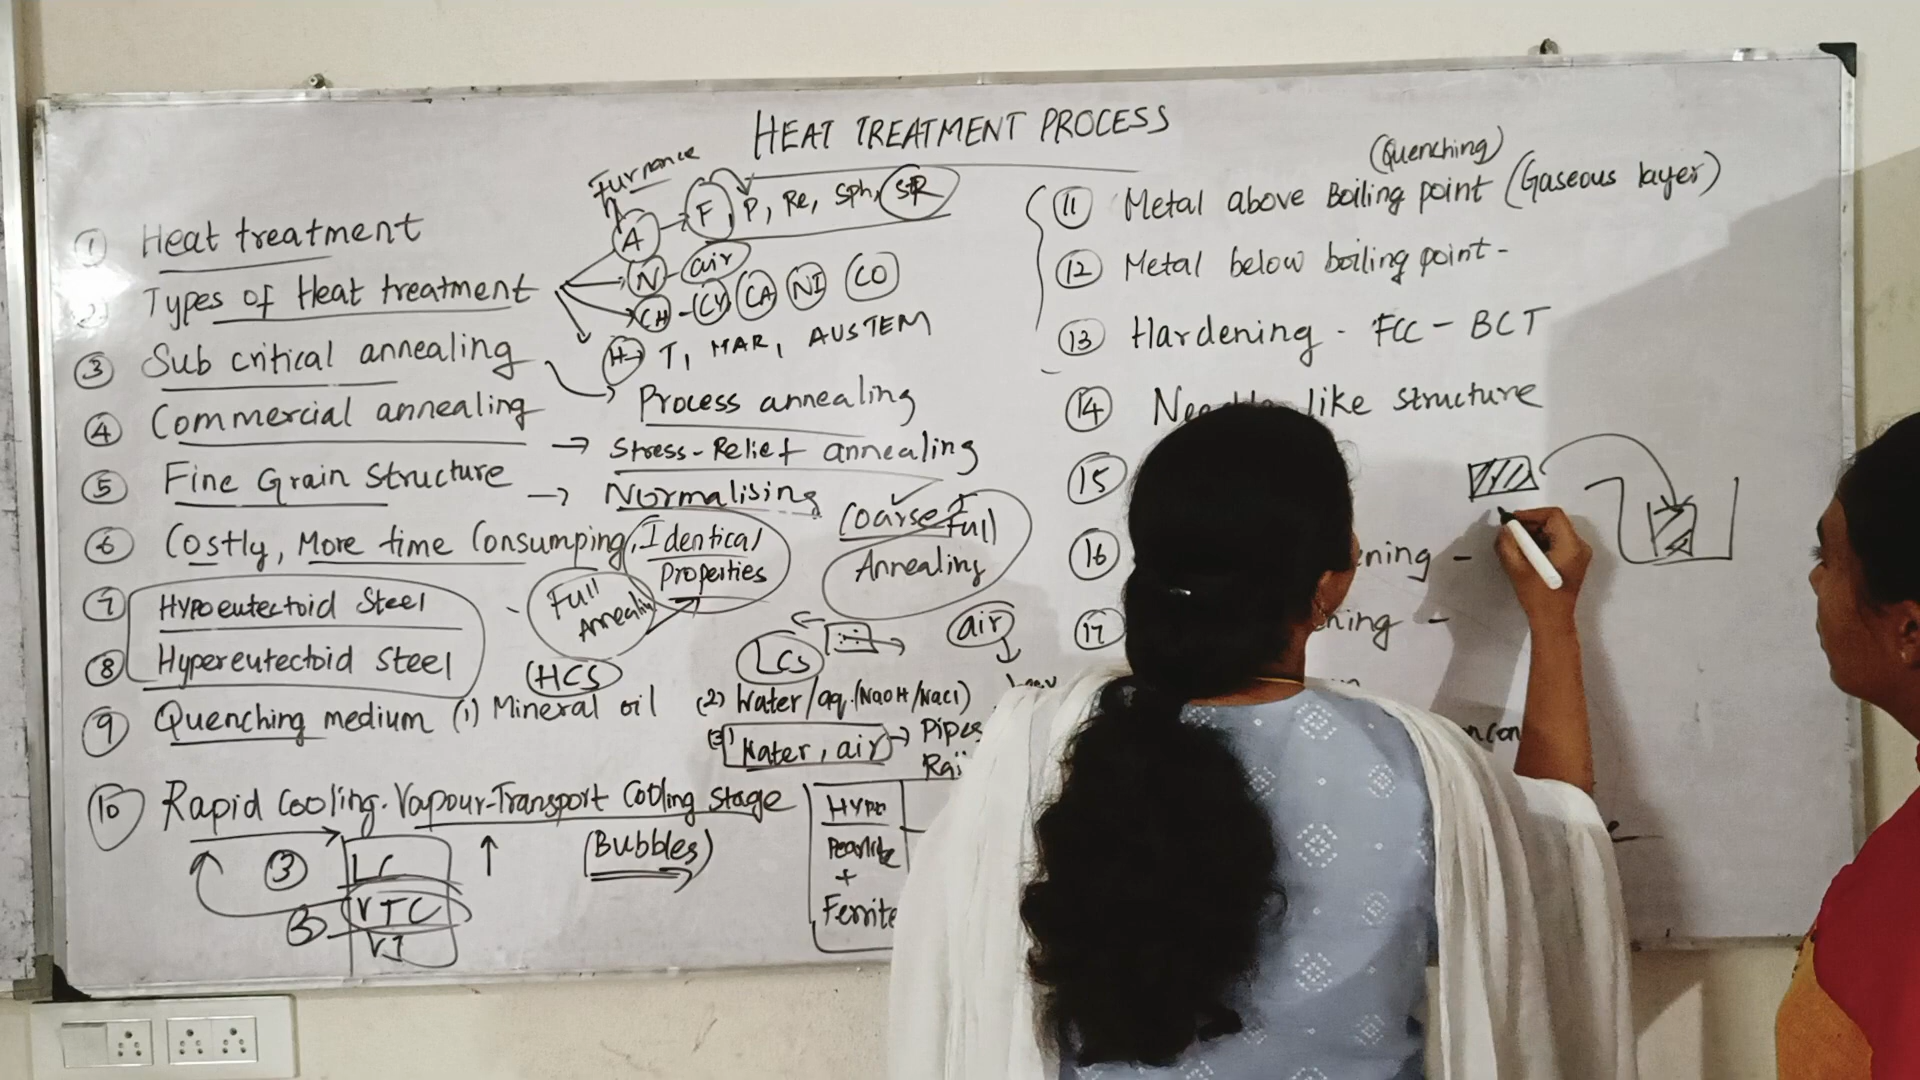 HEAT TREATMENT PROCESS
Furnance
① Heat treatment
A → F, P, Re, Sph, SR
N - air
② Types of Heat treatment
CH - CY CA NI CO
H → T, MAR, AUSTEM
③ Sub critical annealing → Process annealing
④ Commercial annealing → Stress-Relief annealing
⑤ Fine Grain Structure → Normalising
Coarse Full Annealing
⑥ Costly, More time Consumping, Identical Properties
Full Annealing
⑦ Hypoeutectoid Steel
⑧ Hypereutectoid Steel
(HCS
LCS
air
⑨ Quenching medium (1) Mineral oil (2) Water/aq.(NaOH/NaCl)
(3) Water, air → Pipes
⑩ Rapid Cooling. Vapour-Transport Cooling Stage
(Bubbles)
③
LC
VTC
Pearlite
+
Ferrite
(Quenching)
⑪ Metal above Boiling point (Gaseous layer)
⑫ Metal below boiling point -
⑬ Hardening - FCC - BCT
⑭ like structure
⑮
⑯ ening -
⑰ ening -